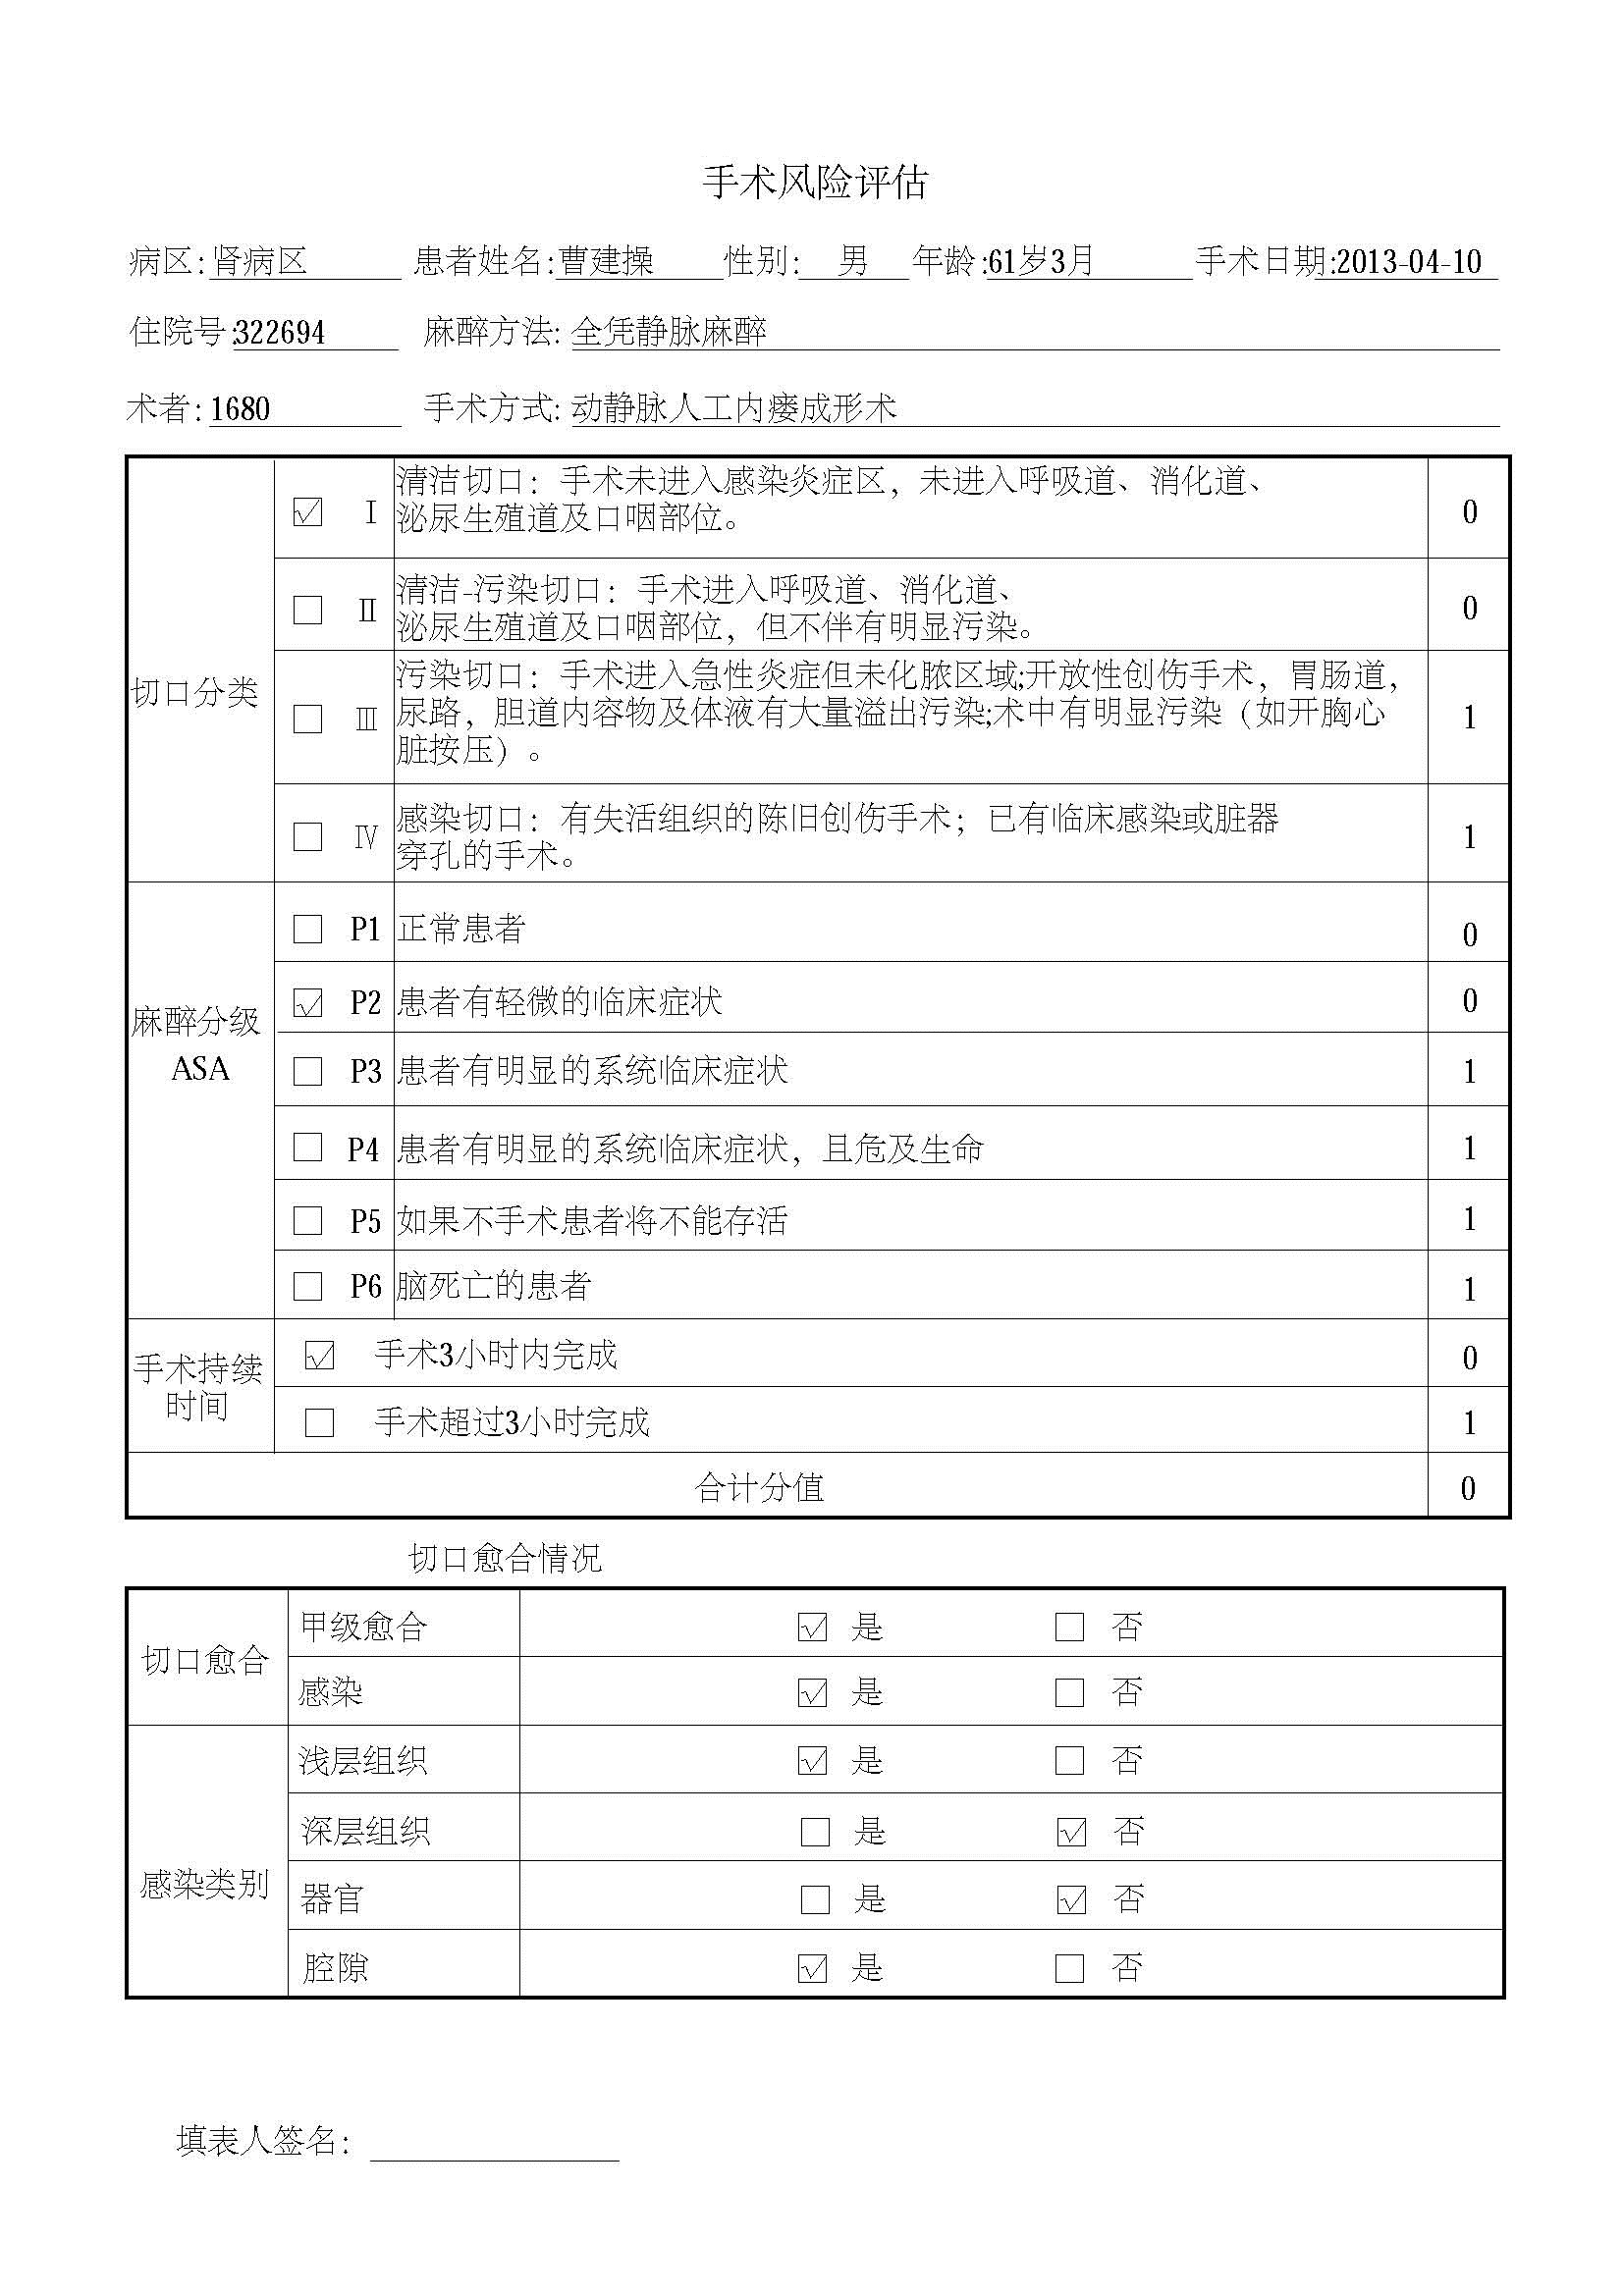 手术风险评估
病区:肾病区 患者姓名:曹建操 性别: 男 年龄:61岁3月 手术日期:2013-04-10
住院号:322694 麻醉方法: 全凭静脉麻醉
术者: 1680 手术方式: 动静脉人工内瘘成形术
切口分类
☑ Ⅰ 清洁切口：手术未进入感染炎症区，未进入呼吸道、消化道、
泌尿生殖道及口咽部位。 0
☐ Ⅱ 清洁-污染切口：手术进入呼吸道、消化道、
泌尿生殖道及口咽部位，但不伴有明显污染。 0
☐ Ⅲ 污染切口：手术进入急性炎症但未化脓区域;开放性创伤手术，胃肠道，
尿路，胆道内容物及体液有大量溢出污染;术中有明显污染（如开胸心
脏按压）。 1
☐ Ⅳ 感染切口：有失活组织的陈旧创伤手术；已有临床感染或脏器
穿孔的手术。 1
麻醉分级
ASA
☐ P1 正常患者 0
☑ P2 患者有轻微的临床症状 0
☐ P3 患者有明显的系统临床症状 1
☐ P4 患者有明显的系统临床症状，且危及生命 1
☐ P5 如果不手术患者将不能存活 1
☐ P6 脑死亡的患者 1
手术持续
时间
☑ 手术3小时内完成 0
☐ 手术超过3小时完成 1
合计分值 0
切口愈合情况
切口愈合
甲级愈合 ☑ 是 ☐ 否
感染 ☑ 是 ☐ 否
感染类别
浅层组织 ☑ 是 ☐ 否
深层组织 ☐ 是 ☑ 否
器官 ☐ 是 ☑ 否
腔隙 ☑ 是 ☐ 否
填表人签名：